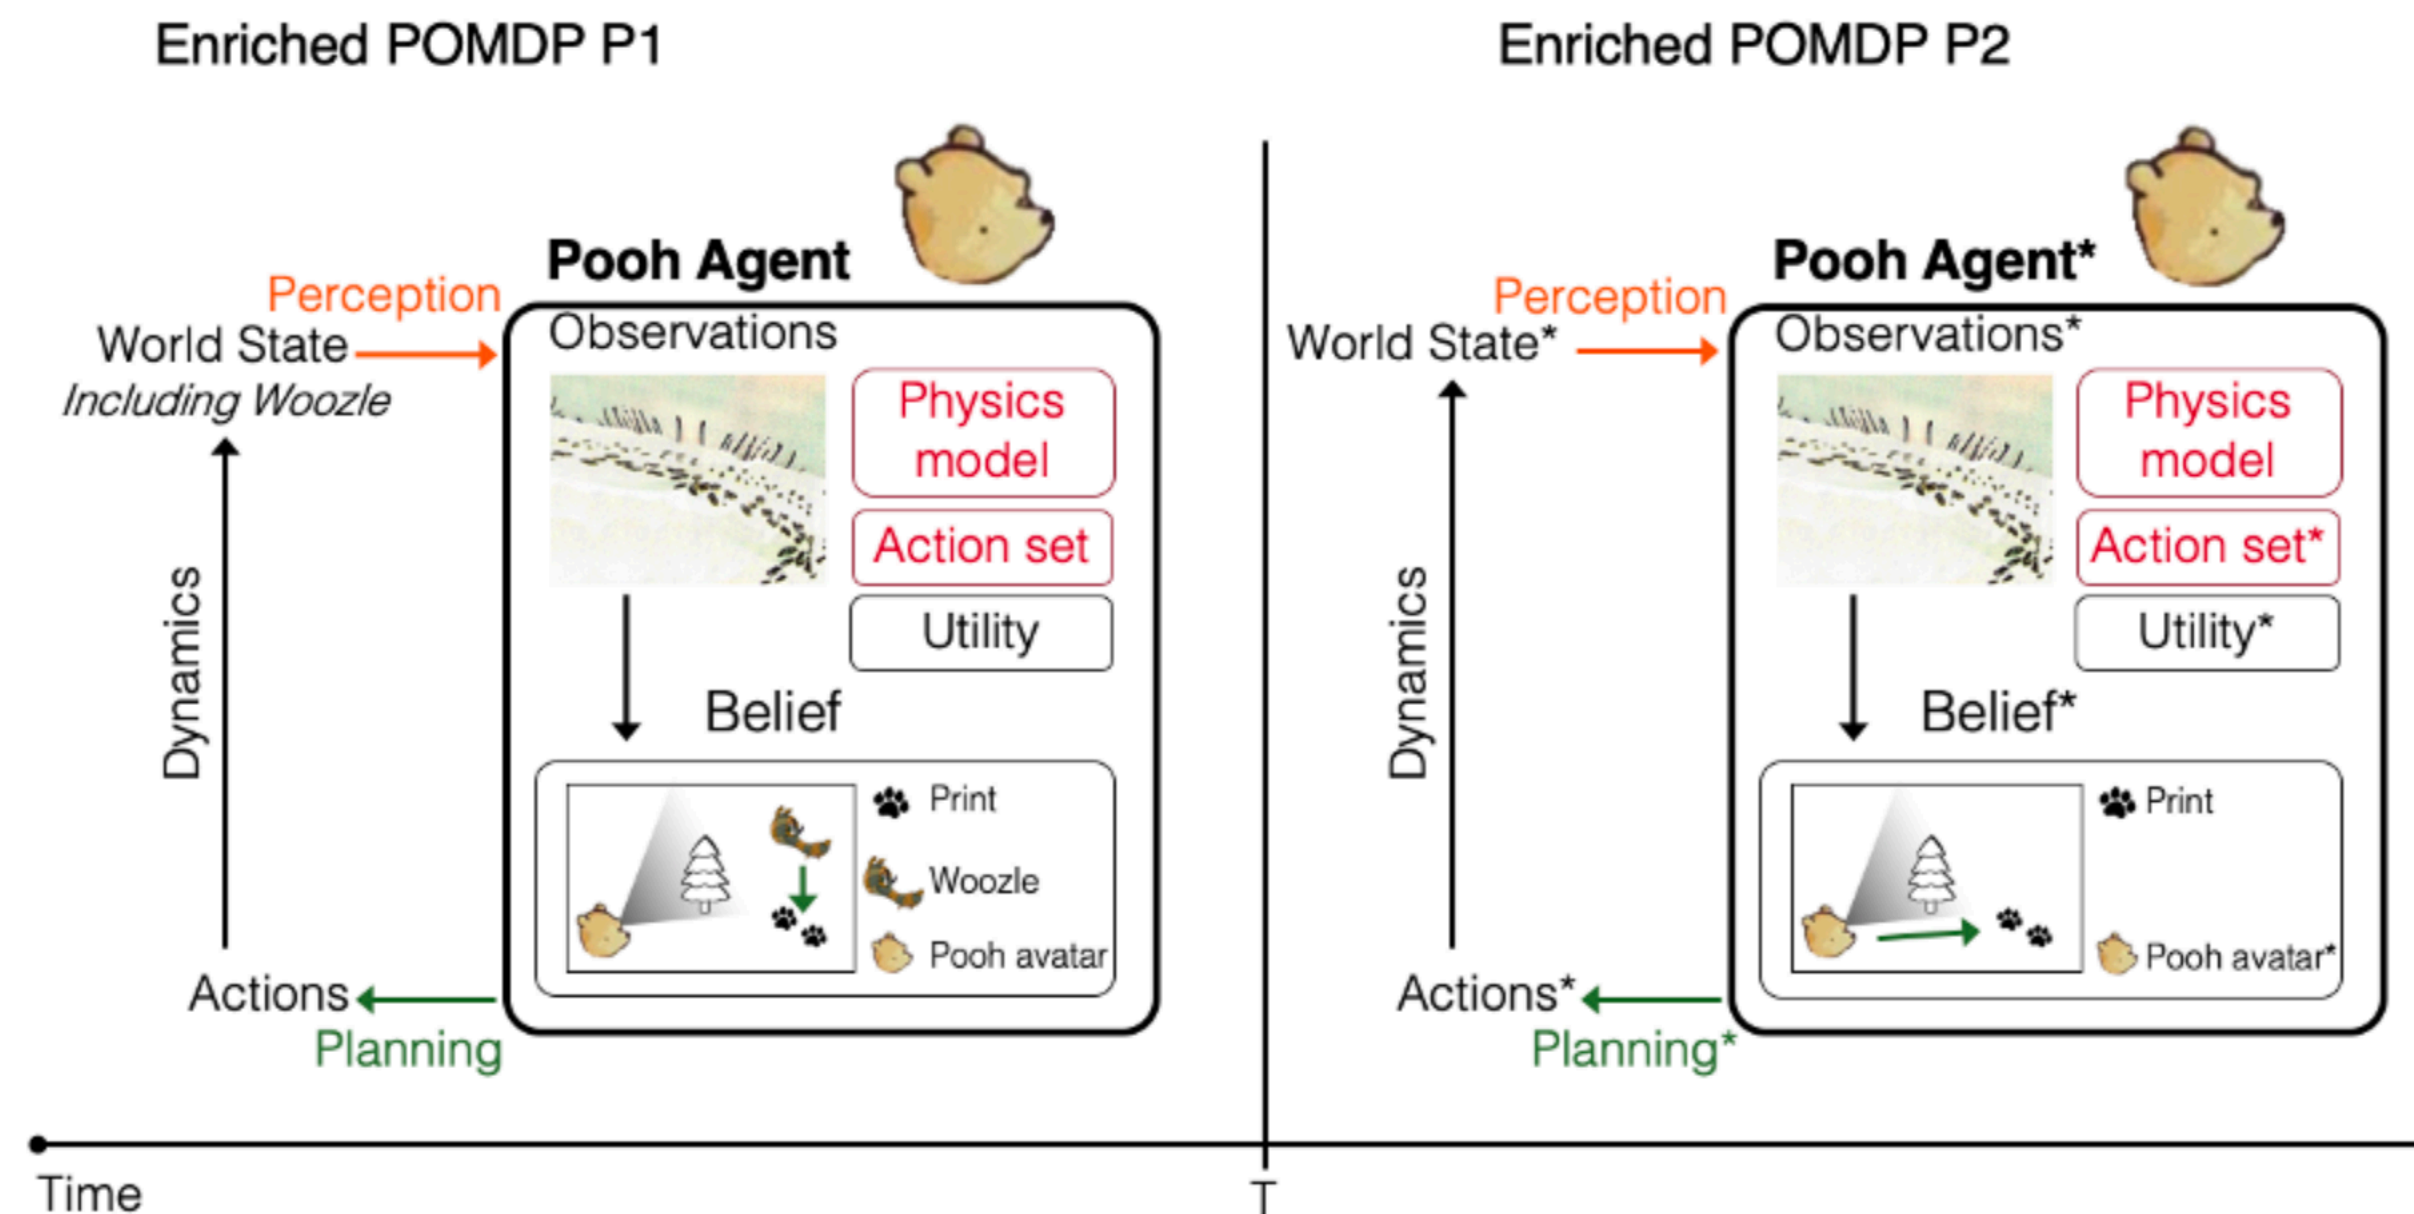 Enriched POMDP P1
Enriched POMDP P2
Pooh Agent
Perception
World State
Including Woozle
Observations
Physics
model
Action set
Utility
Dynamics
Belief
Print
Woozle
Pooh avatar
Actions
Planning
Pooh Agent*
Perception
World State*
Observations*
Physics
model
Action set*
Utility*
Dynamics
Belief*
Print
Pooh avatar*
Actions*
Planning*
Time
T